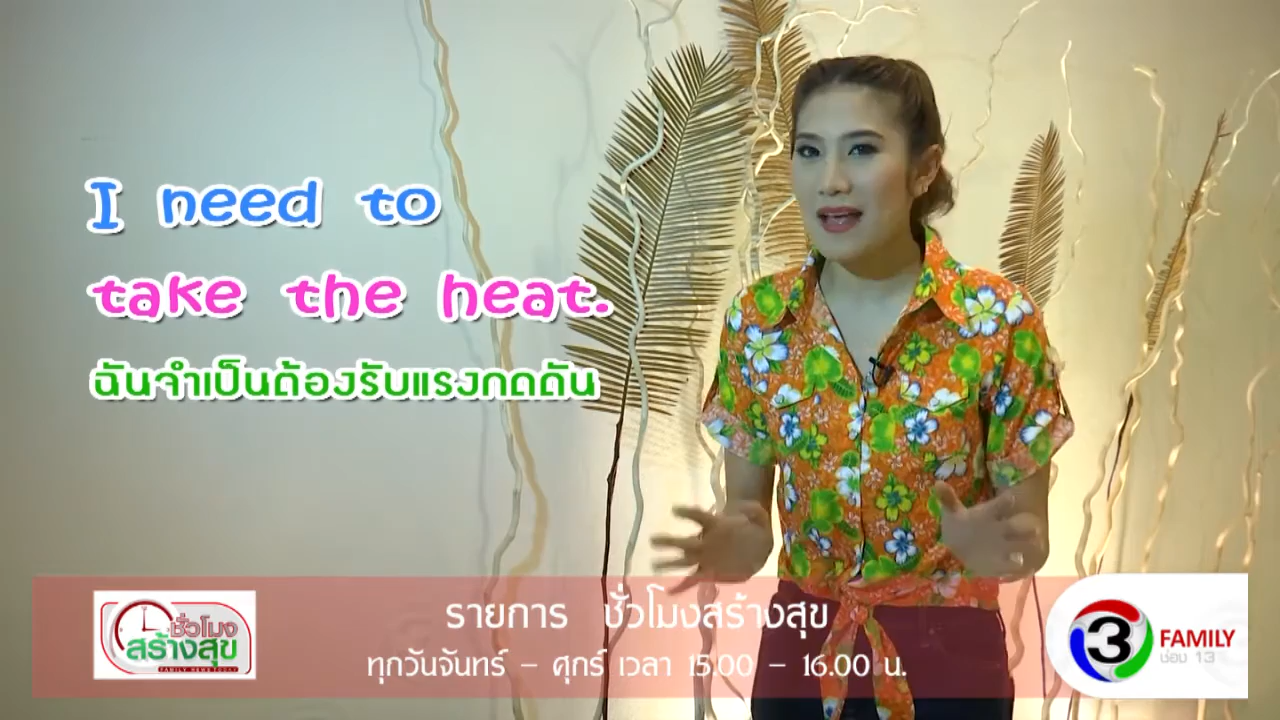 I need to
take the heat.
ฉันจำเป็นต้องรับแรงกดดัน
รายการ ชั่วโมงสร้างสุข
ทุกวันจันทร์ – ศุกร์ เวลา 15.00 – 16.00 น.
ชั่วโมง
สร้างสุข
FAMILY NEWS TODAY
3 FAMILY
ช่อง 13